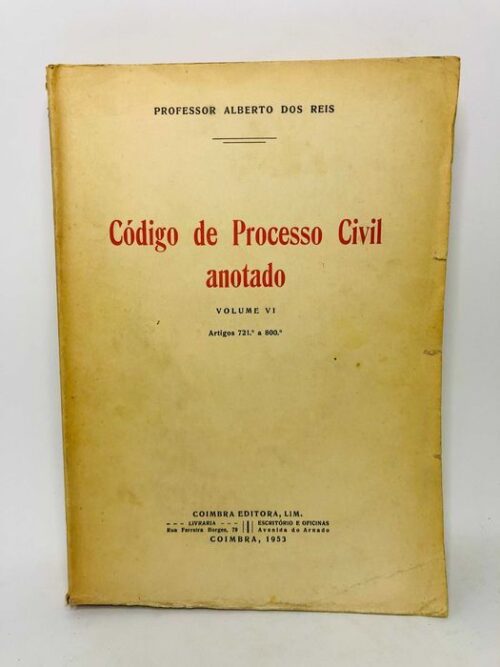 PROFESSOR ALBERTO DOS REIS
Código de Processo Civil
anotado
VOLUME VI
Artigos 721.º a 800.º
COIMBRA EDITORA, LIM.
--- LIVRARIA --- ESCRITÓRIO E OFICINAS
Rua Ferreira Borges, 79 Avenida do Arnado
COIMBRA, 1953